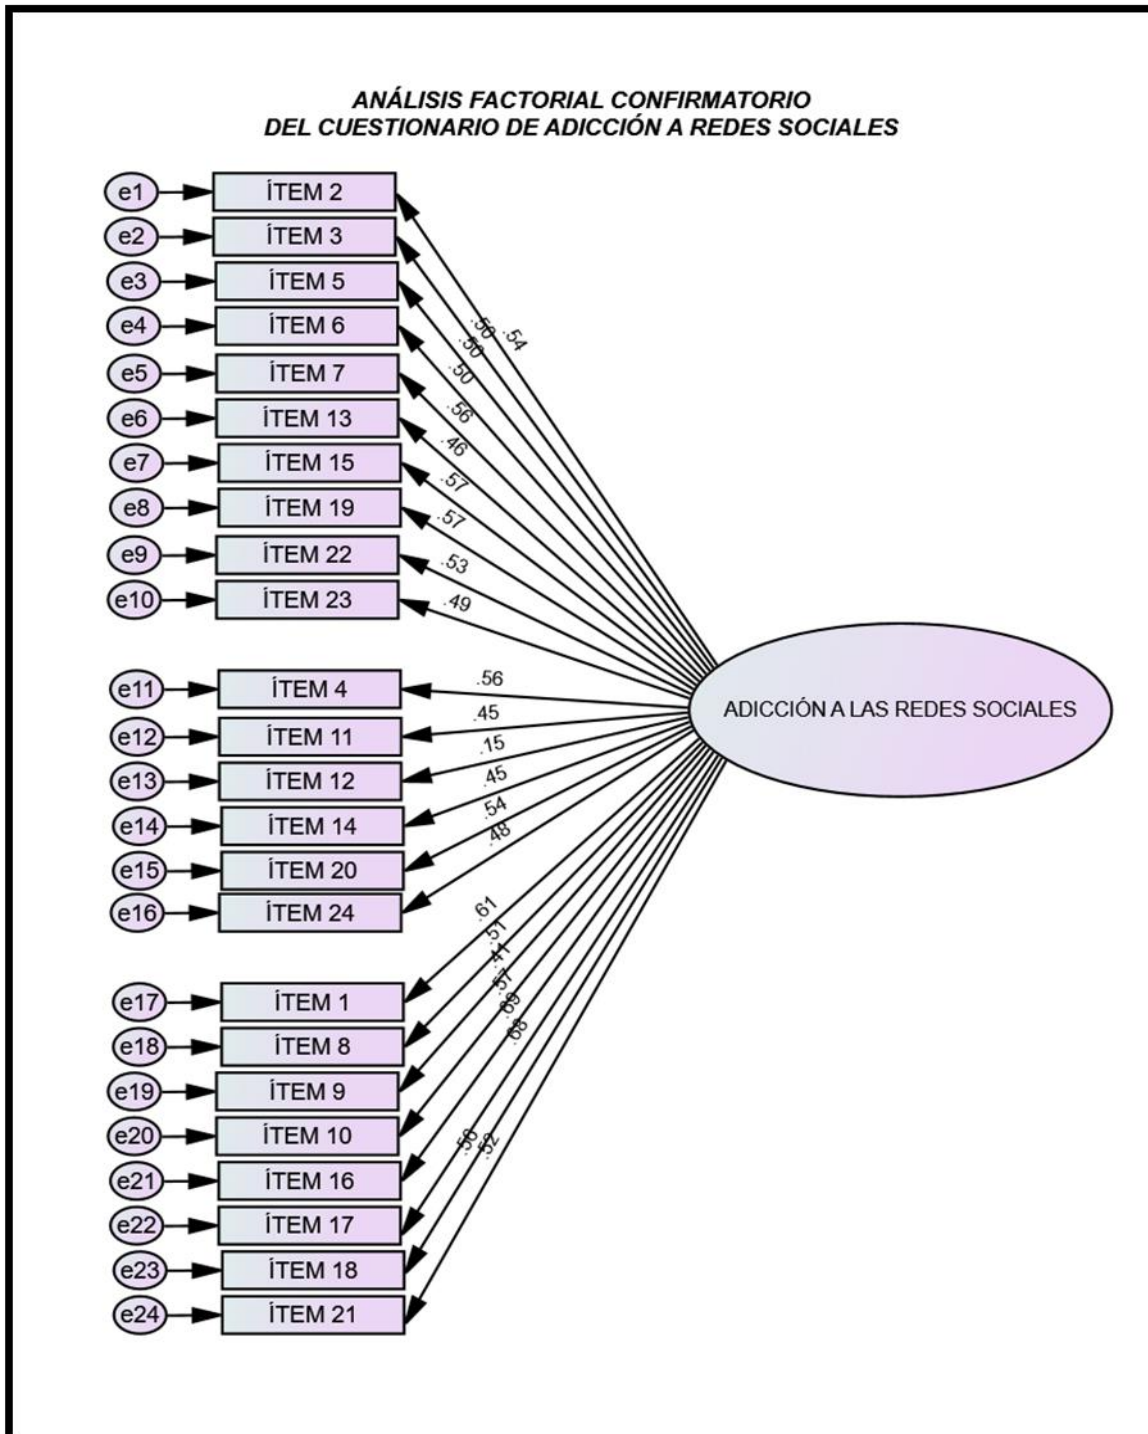 ANÁLISIS FACTORIAL CONFIRMATORIO
DEL CUESTIONARIO DE ADICCIÓN A REDES SOCIALES
e1 ÍTEM 2
e2 ÍTEM 3
e3 ÍTEM 5
e4 ÍTEM 6
e5 ÍTEM 7
e6 ÍTEM 13
e7 ÍTEM 15
e8 ÍTEM 19
e9 ÍTEM 22
e10 ÍTEM 23
.54
.50
.50
.56
.46
.57
.57
.53
.49
e11 ÍTEM 4 .56
e12 ÍTEM 11 .45
e13 ÍTEM 12 .15
e14 ÍTEM 14 .45
e15 ÍTEM 20 .54
e16 ÍTEM 24 .48
ADICCIÓN A LAS REDES SOCIALES
.61
.51
.41
.57
.69
.68
.52
e17 ÍTEM 1
e18 ÍTEM 8
e19 ÍTEM 9
e20 ÍTEM 10
e21 ÍTEM 16
e22 ÍTEM 17
e23 ÍTEM 18
e24 ÍTEM 21